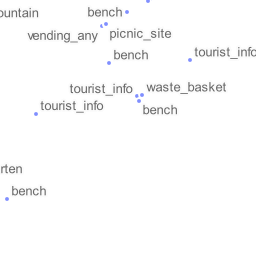 ountain
bench
vending_any
picnic_site
bench
tourist_info
tourist_info
waste_basket
tourist_info
bench
rten
bench